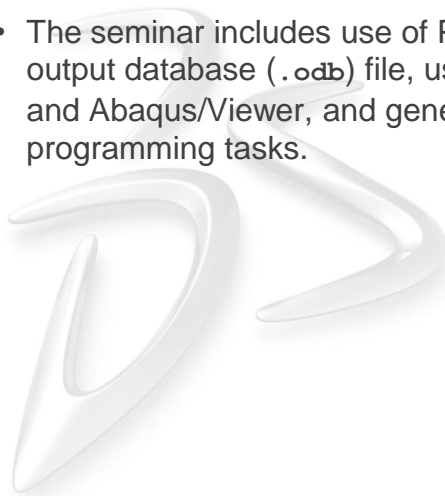 • The seminar includes use of
output database (.odb) file,
and Abaqus/Viewer, and
programming tasks.